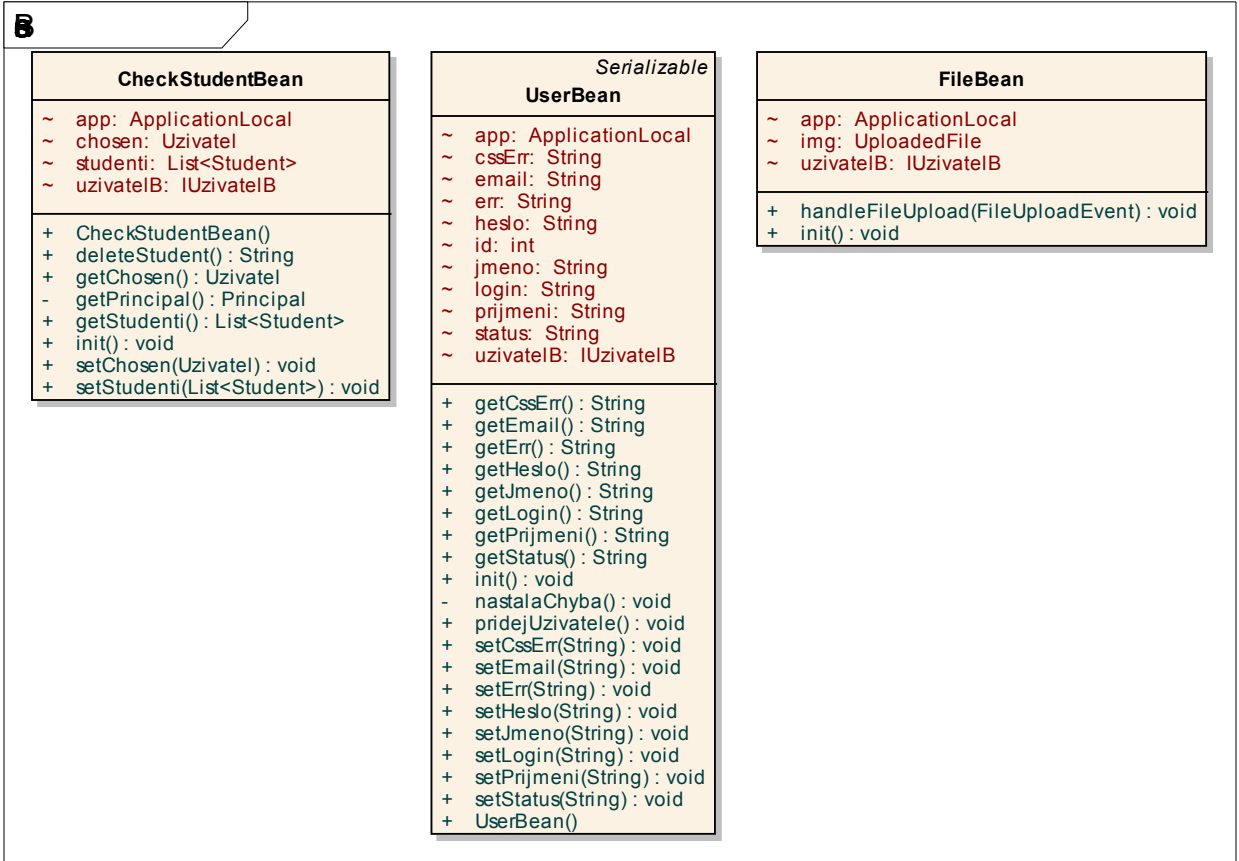 CheckStudentBean
~ app: ApplicationLocal
~ chosen: Uzivatel
~ studenti: List<Student>
~ uzivatelB: IUzivatelB
+ CheckStudentBean()
+ deleteStudent() : String
+ getChosen() : Uzivatel
- getPrincipal() : Principal
+ getStudenti() : List<Student>
+ init() : void
+ setChosen(Uzivatel) : void
+ setStudenti(List<Student>) : void
Serializable
UserBean
~ app: ApplicationLocal
~ cssErr: String
~ email: String
~ err: String
~ heslo: String
~ id: int
~ jmeno: String
~ login: String
~ prijmeni: String
~ status: String
~ uzivatelB: IUzivatelB
+ getCssErr() : String
+ getEmail() : String
+ getErr() : String
+ getHeslo() : String
+ getJmeno() : String
+ getLogin() : String
+ getPrijmeni() : String
+ getStatus() : String
+ init() : void
- nastalaChyba() : void
+ pridejUzivatele() : void
+ setCssErr(String) : void
+ setEmail(String) : void
+ setErr(String) : void
+ setHeslo(String) : void
+ setJmeno(String) : void
+ setLogin(String) : void
+ setPrijmeni(String) : void
+ setStatus(String) : void
+ UserBean()
FileBean
~ app: ApplicationLocal
~ img: UploadedFile
~ uzivatelB: IUzivatelB
+ handleFileUpload(FileUploadEvent) : void
+ init() : void